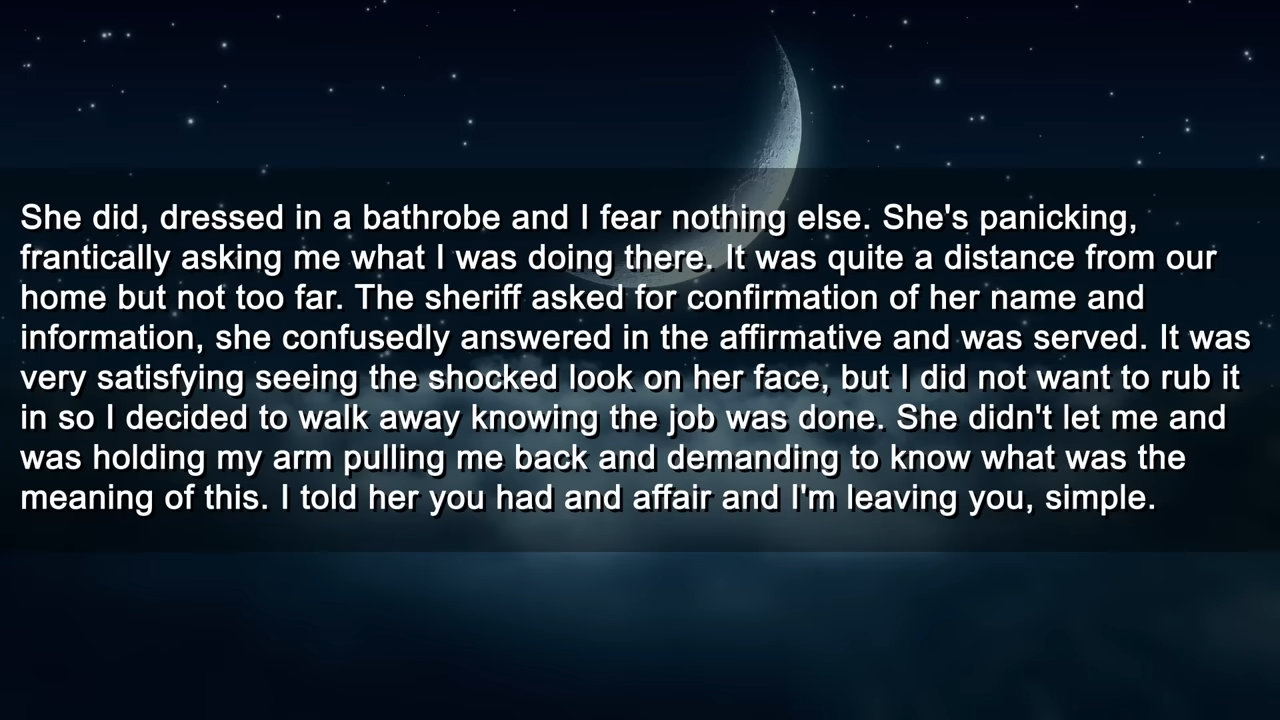 She did, dressed in a bathrobe and I fear nothing else. She's panicking,
frantically asking me what I was doing there. It was quite a distance from our
home but not too far. The sheriff asked for confirmation of her name and
information, she confusedly answered in the affirmative and was served. It was
very satisfying seeing the shocked look on her face, but I did not want to rub it
in so I decided to walk away knowing the job was done. She didn't let me and
was holding my arm pulling me back and demanding to know what was the
meaning of this. I told her you had and affair and I'm leaving you, simple.